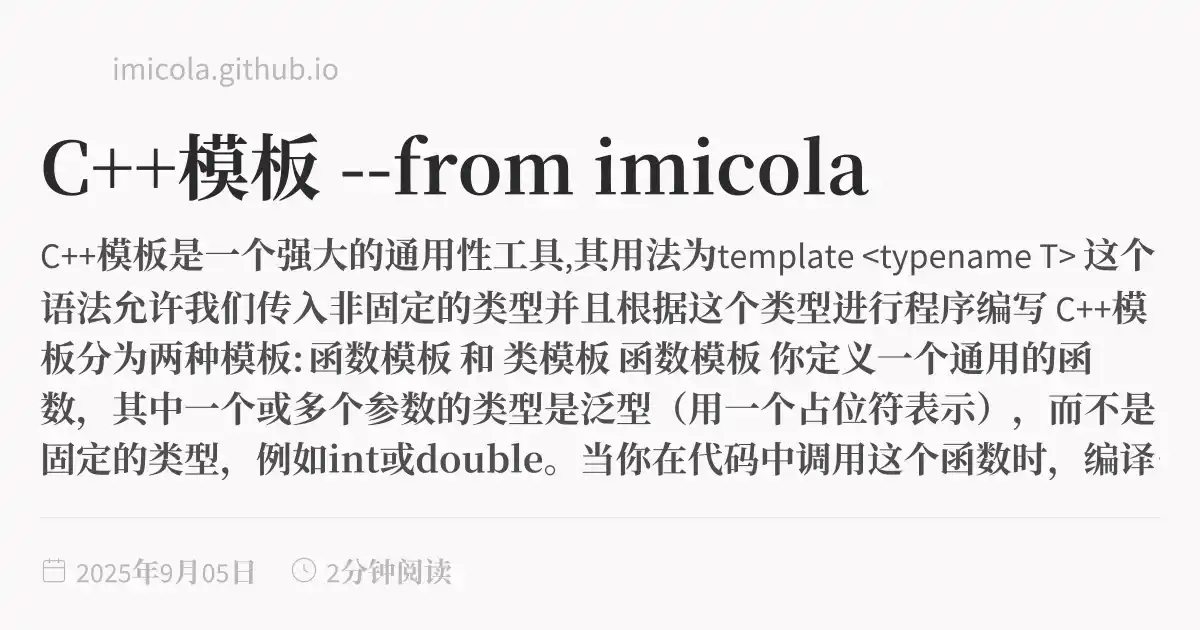 imicola.github.io
C++模板 --from imicola
C++模板是一个强大的通用性工具,其用法为template <typename T> 这个
语法允许我们传入非固定的类型并且根据这个类型进行程序编写 C++模
板分为两种模板: 函数模板 和 类模板 函数模板 你定义一个通用的函
数，其中一个或多个参数的类型是泛型（用一个占位符表示），而不是
固定的类型，例如int或double。当你在代码中调用这个函数时，编译
2025年9月05日 2分钟阅读